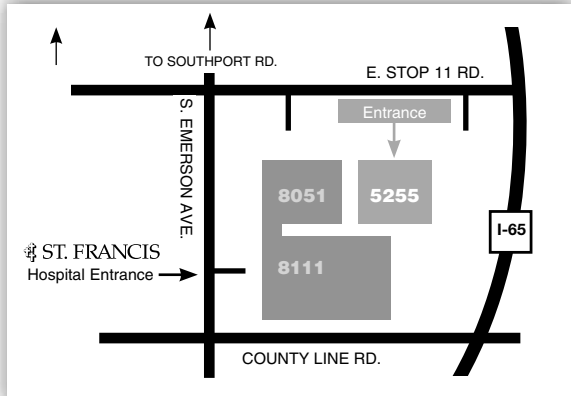 TO SOUTHPORT RD.
E. STOP 11 RD.
S. EMERSON AVE.
Entrance
8051
5255
I-65
ST. FRANCIS
Hospital Entrance
8111
COUNTY LINE RD.